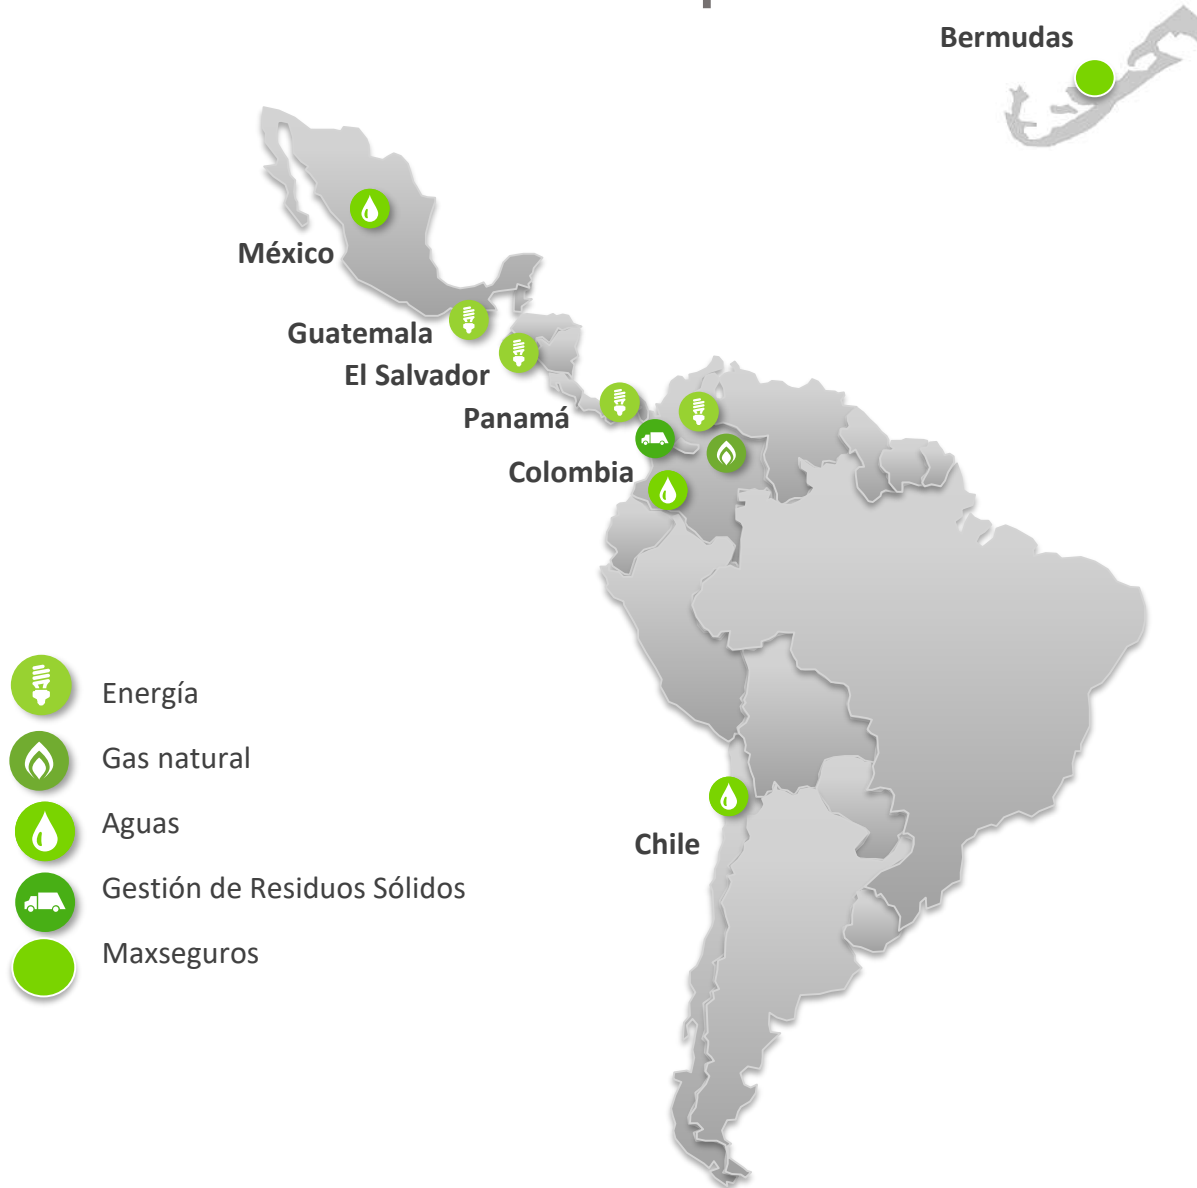 Bermudas
México
Guatemala
El Salvador
Panamá
Colombia
Chile
Energía
Gas natural
Aguas
Gestión de Residuos Sólidos
Maxseguros